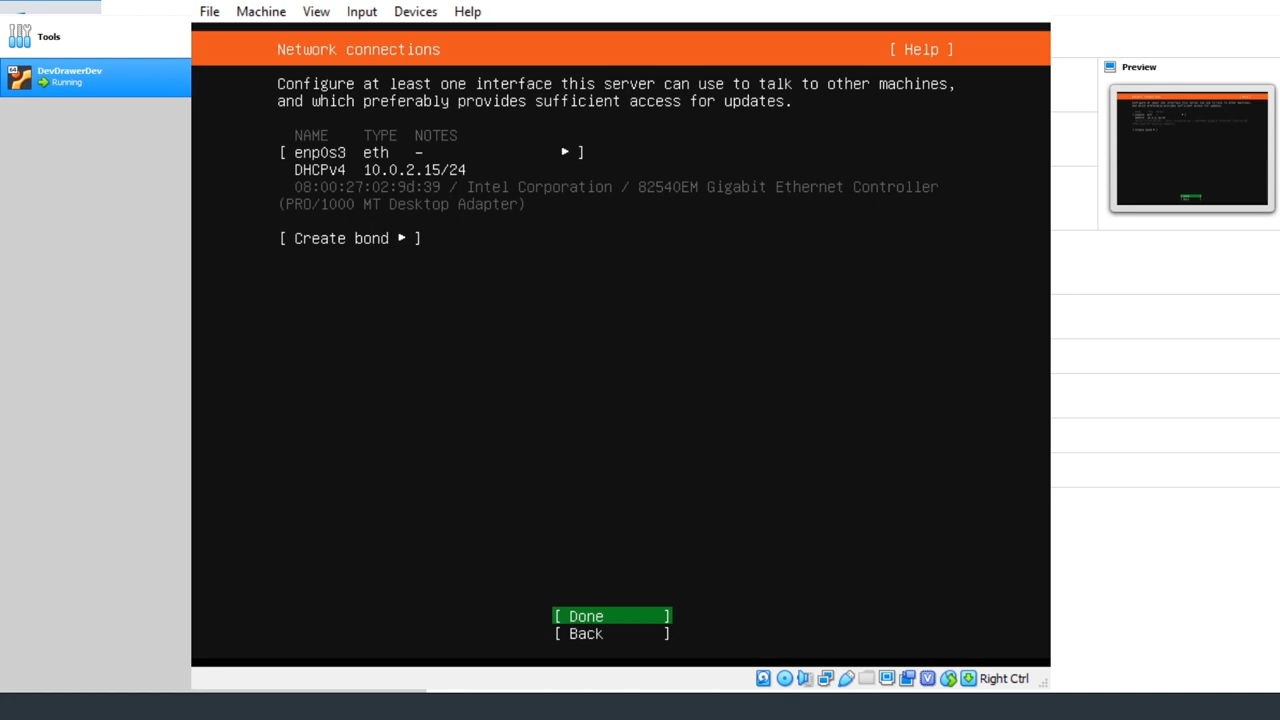 File Machine View Input Devices Help
Tools
DevDrawerDev
Running
64
Network connections [ Help ]
Configure at least one interface this server can use to talk to other machines,
and which preferably provides sufficient access for updates.
NAME TYPE NOTES
[ enp0s3 eth - ▸ ]
DHCPv4 10.0.2.15/24
08:00:27:02:9d:39 / Intel Corporation / 82540EM Gigabit Ethernet Controller
(PRO/1000 MT Desktop Adapter)
[ Create bond ▸ ]
[ Done ]
[ Back ]
Right Ctrl
Preview